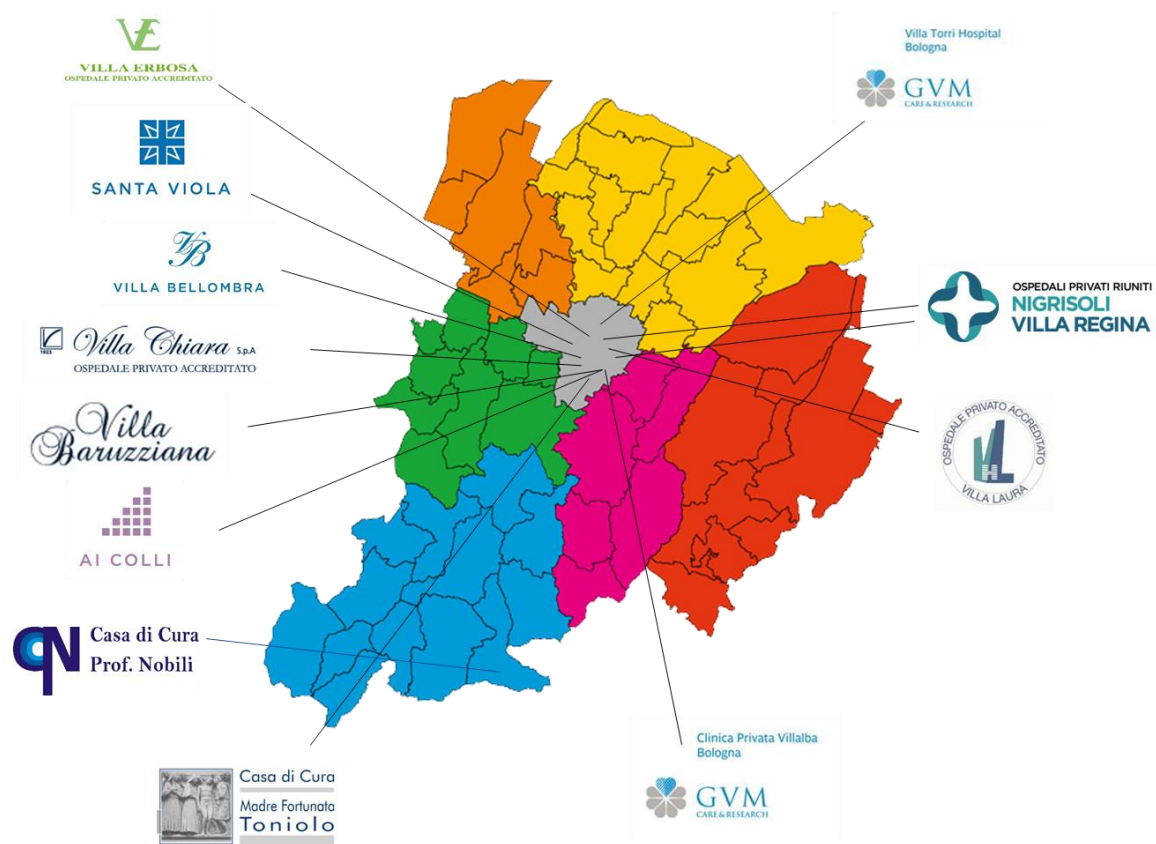 VE
VILLA ERBOSA
OSPEDALE PRIVATO ACCREDITATO
Villa Torri Hospital
Bologna
GVM
CARE & RESEARCH
SANTA VIOLA
VB
VILLA BELLOMBRA
OSPEDALI PRIVATI RIUNITI
NIGRISOLI
VILLA REGINA
Villa Chiara S.p.A
OSPEDALE PRIVATO ACCREDITATO
Villa
Baruzziana
OSPEDALE PRIVATO ACCREDITATO
VILLA LAURA
AI COLLI
Casa di Cura
Prof. Nobili
Casa di Cura
Madre Fortunata
Toniolo
Clinica Privata Villalba
Bologna
GVM
CARE & RESEARCH